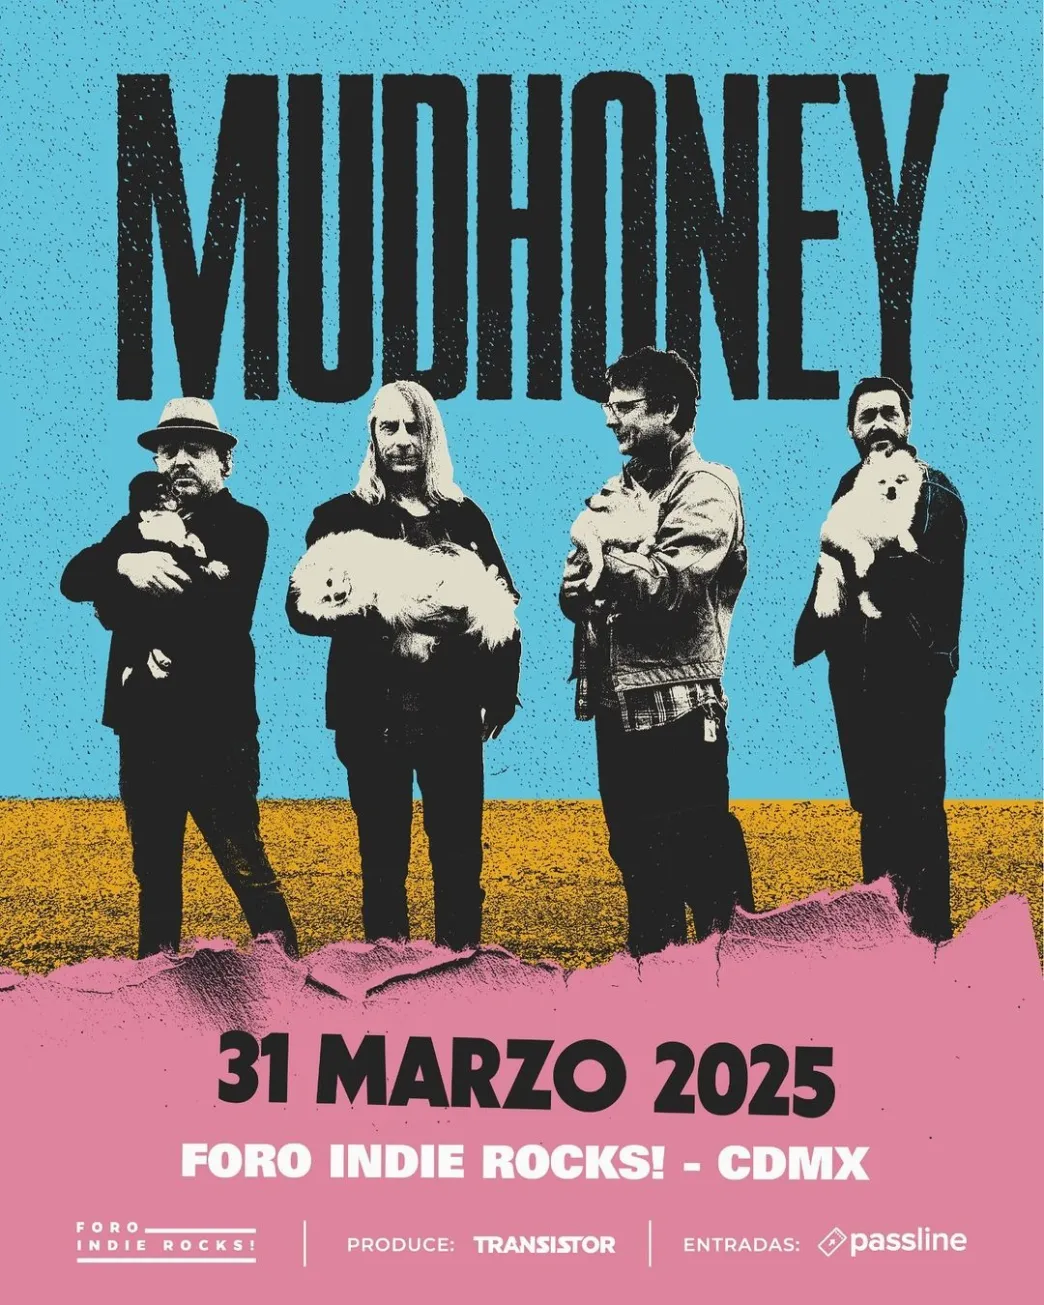 MUDHONEY
31 MARZO 2025
FORO INDIE ROCKS! - CDMX
FORO
INDIE ROCKS!
PRODUCE: TRANSISTOR
ENTRADAS: passline